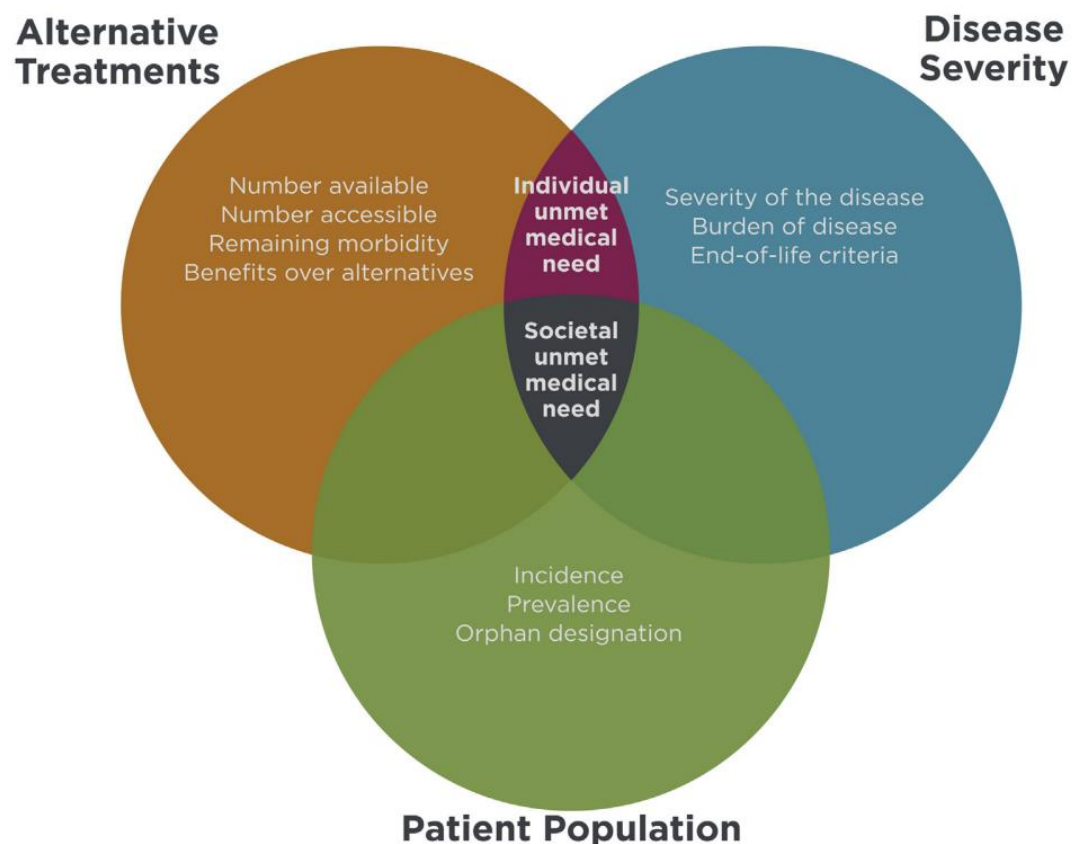 Alternative
Treatments
Disease
Severity
Number available
Number accessible
Remaining morbidity
Benefits over alternatives
Individual
unmet
medical
need
Severity of the disease
Burden of disease
End-of-life criteria
Societal
unmet
medical
need
Incidence
Prevalence
Orphan designation
Patient Population